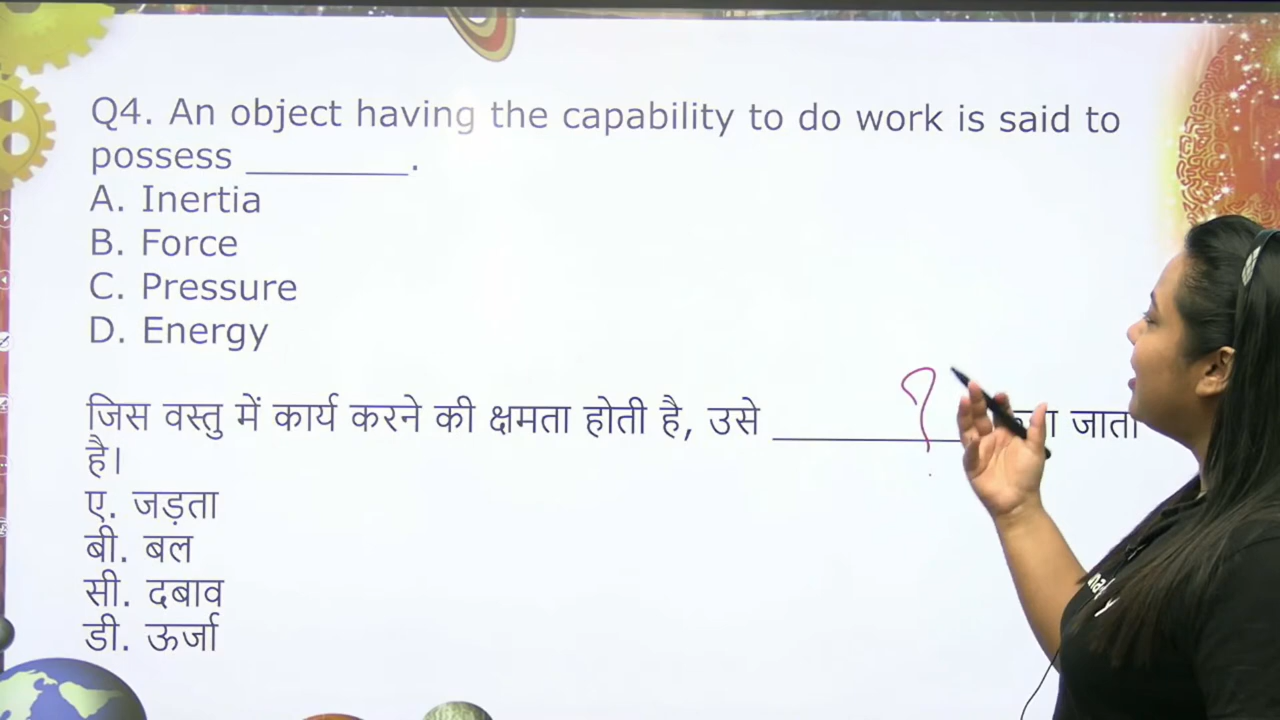 Q4. An object having the capability to do work is said to
possess ________.
A. Inertia
B. Force
C. Pressure
D. Energy
जिस वस्तु में कार्य करने की क्षमता होती है, उसे __________ जाता
है।
ए. जड़ता
बी. बल
सी. दबाव
डी. ऊर्जा
?